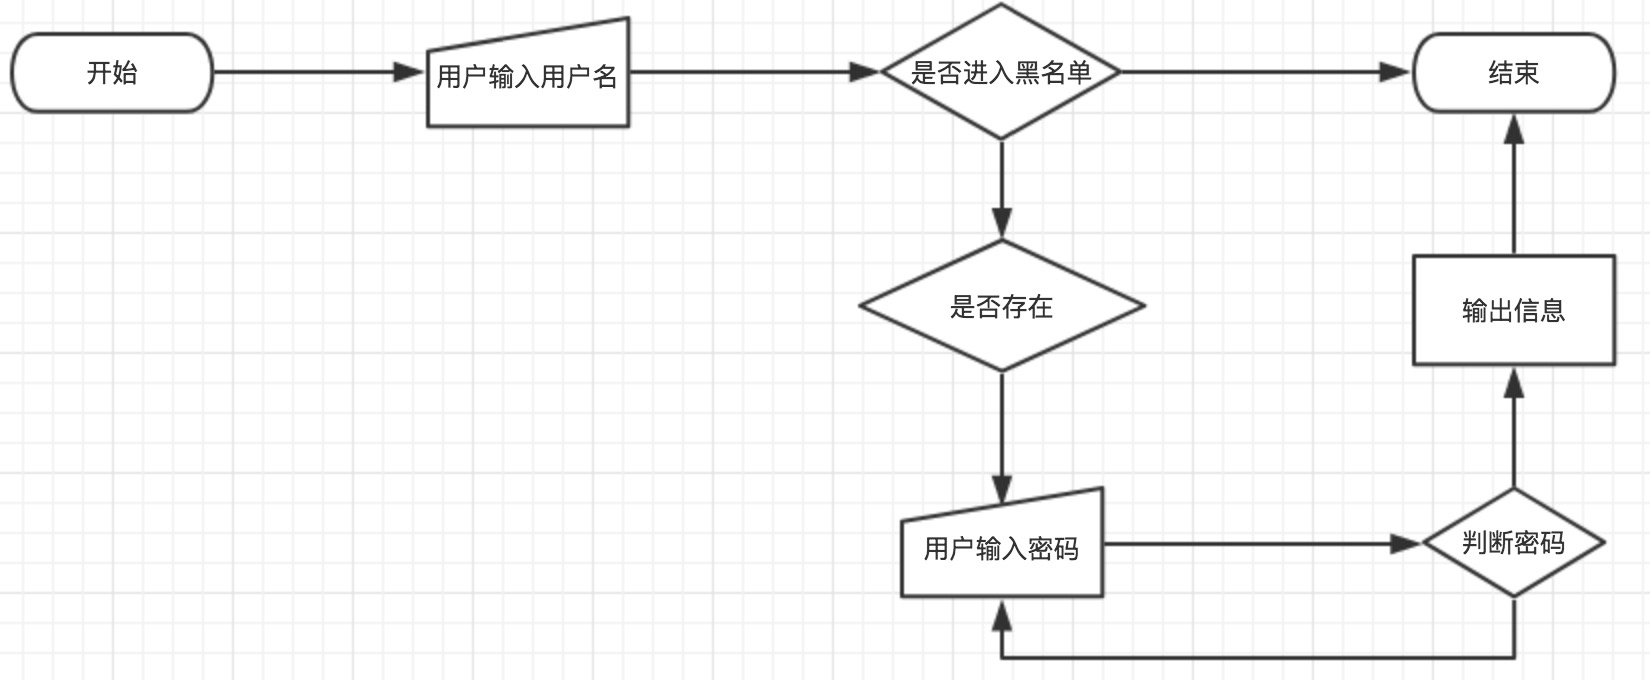 开始
用户输入用户名
是否进入黑名单
结束
是否存在
输出信息
用户输入密码
判断密码